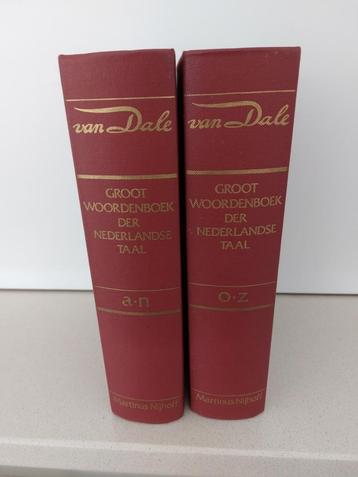 van Dale
GROOT
WOORDENBOEK
DER
NEDERLANDSE
TAAL
a·n
Martinus Nijhoff
van Dale
GROOT
WOORDENBOEK
DER
NEDERLANDSE
TAAL
o·z
Martinus Nijhoff